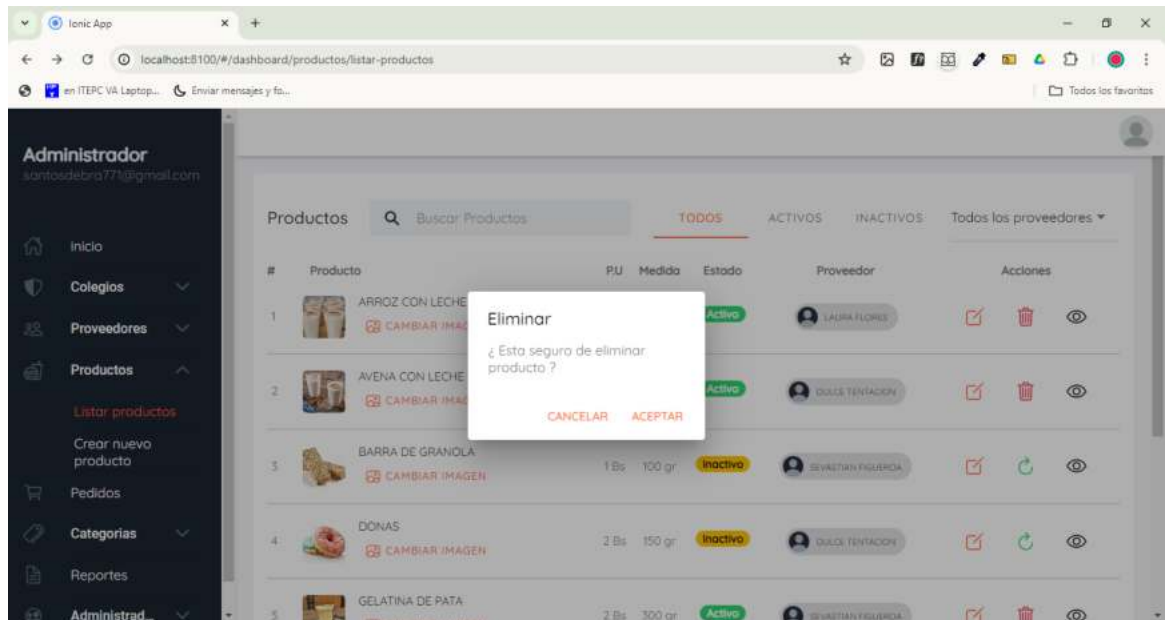 Ionic App
localhost:8100/#/dashboard/productos/listar-productos
en ITEPC VA Laptop... Enviar mensajes y fo... Todos los favoritos
Administrador
santosdebra771@gmail.com
Productos Buscar Productos TODOS ACTIVOS INACTIVOS Todos los proveedores
Inicio
# Producto P.U Medida Estado Proveedor Acciones
Colegios
ARROZ CON LECHE
1 CAMBIAR IMAG Activo LAURA FLORES
Eliminar
Proveedores
¿ Esta seguro de eliminar
producto ?
Productos
AVENA CON LECHE
2 CAMBIAR IMAG Activo DULCE TENTACION
CANCELAR ACEPTAR
Listar productos
Crear nuevo
producto
BARRA DE GRANOLA
3 CAMBIAR IMAGEN 1 Bs 100 gr Inactivo SEVASTIAN FIGUEROA
Pedidos
Categorias
DONAS
4 CAMBIAR IMAGEN 2 Bs 150 gr Inactivo DULCE TENTACION
Reportes
GELATINA DE PATA
Administrad...
5 2 Bs 300 gr Activo SEVASTIAN FIGUEROA